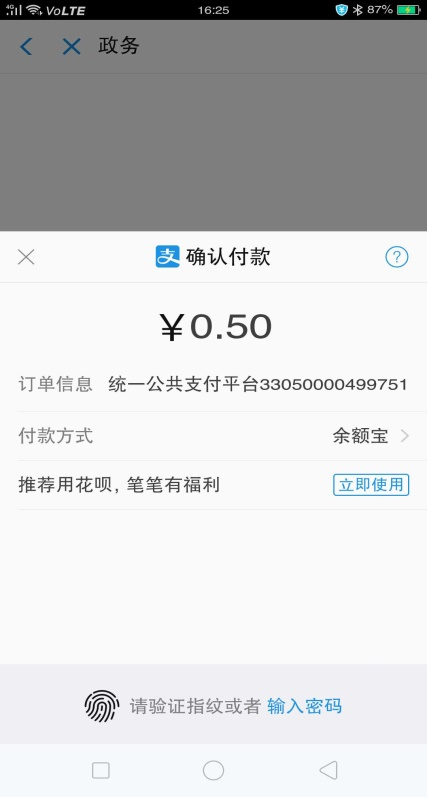 4G VoLTE 16:25 87%
政务
支 确认付款 ?
¥0.50
订单信息 统一公共支付平台33050000499751
付款方式 余额宝
推荐用花呗, 笔笔有福利 立即使用
请验证指纹或者 输入密码